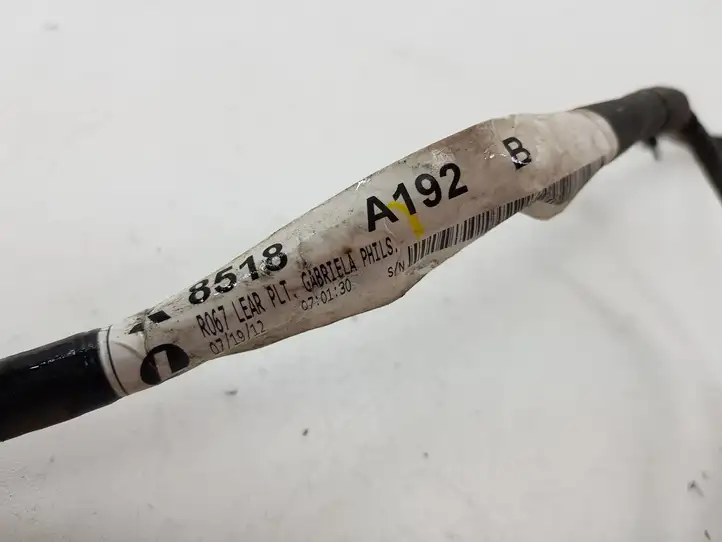 8518 A192 B
R067 LEAR PLT. GABRIELA PHILS.
07/19/12 07:01:30 S/N